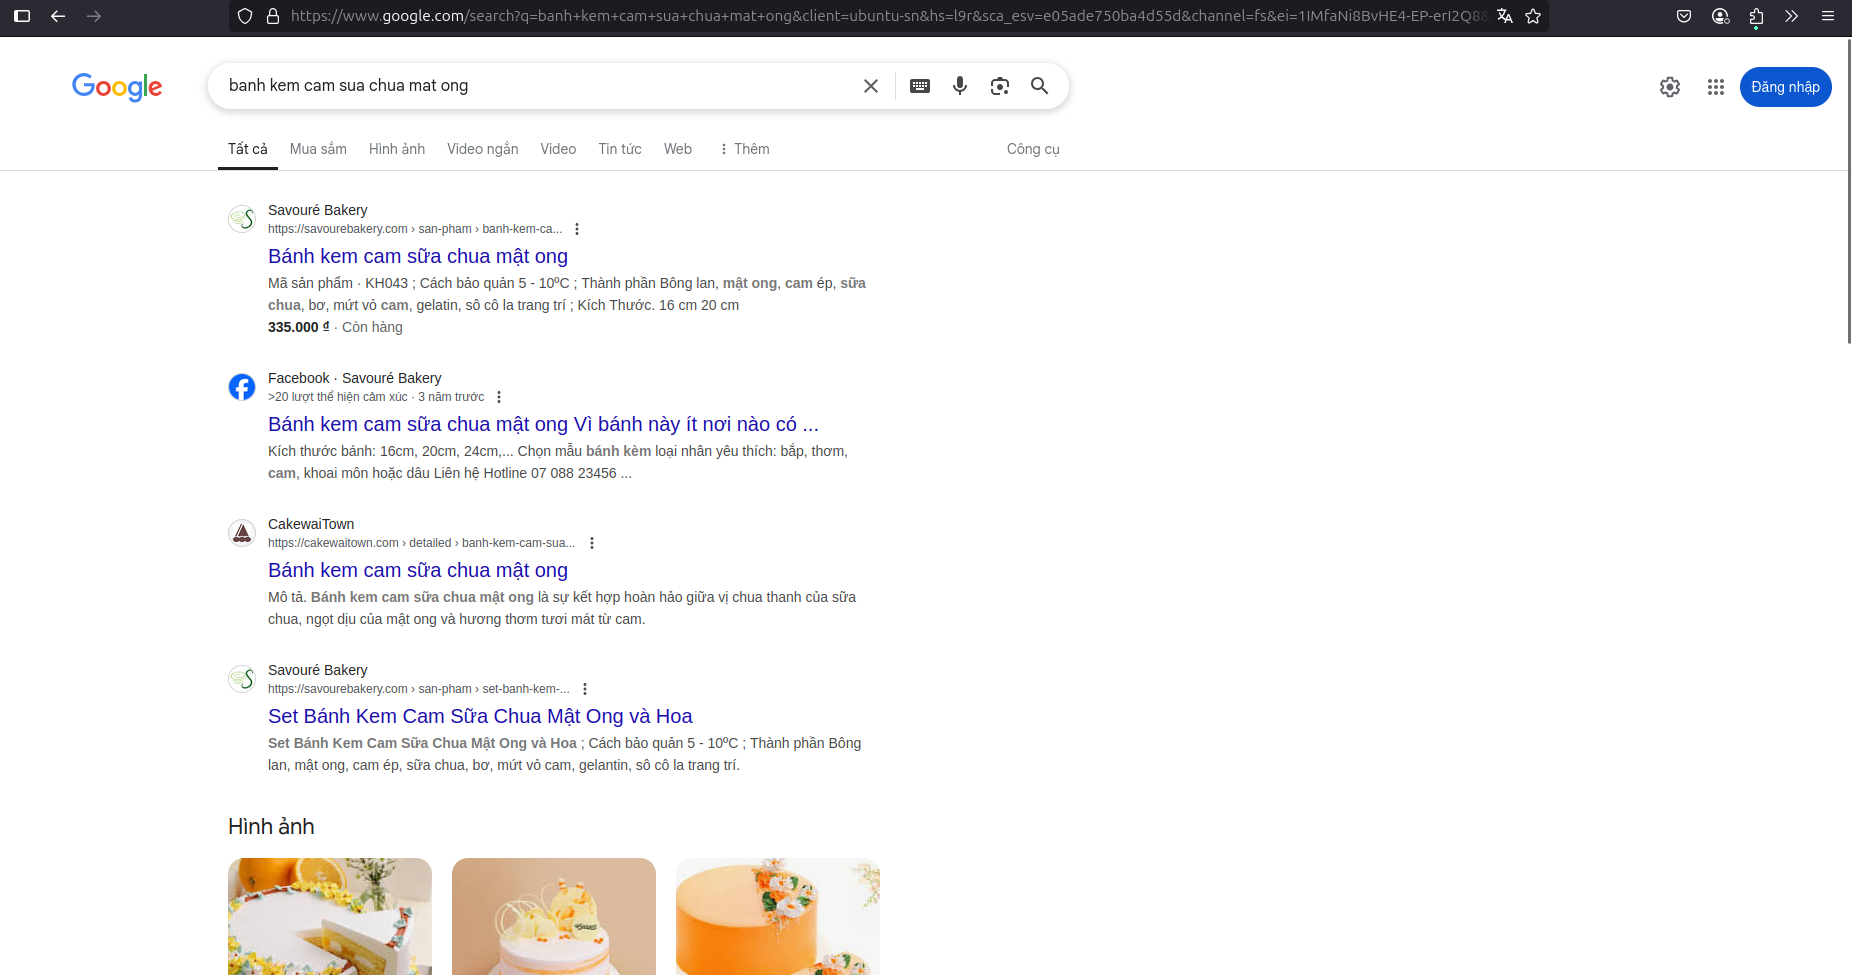 https://www.google.com/search?q=banh+kem+cam+sua+chua+mat+ong&client=ubuntu-sn&hs=l9r&sca_esv=e05ade750ba4d55d&channel=fs&ei=1IMfaNi8BvHE4-EP-erI2Q8
Google
banh kem cam sua chua mat ong
Đăng nhập
Tất cả Mua sắm Hình ảnh Video ngắn Video Tin tức Web Thêm Công cụ
Savouré Bakery
https://savourebakery.com › san-pham › banh-kem-ca...
Bánh kem cam sữa chua mật ong
Mã sản phẩm · KH043 ; Cách bảo quản 5 - 10ºC ; Thành phần Bông lan, mật ong, cam ép, sữa
chua, bơ, mứt vỏ cam, gelatin, sô cô la trang trí ; Kích Thước. 16 cm 20 cm
335.000 ₫ · Còn hàng
Facebook · Savouré Bakery
>20 lượt thể hiện cảm xúc · 3 năm trước
Bánh kem cam sữa chua mật ong Vì bánh này ít nơi nào có ...
Kích thước bánh: 16cm, 20cm, 24cm,... Chọn mẫu bánh kèm loại nhân yêu thích: bắp, thơm,
cam, khoai môn hoặc dâu Liên hệ Hotline 07 088 23456 ...
CakewaiTown
https://cakewaitown.com › detailed › banh-kem-cam-sua...
Bánh kem cam sữa chua mật ong
Mô tả. Bánh kem cam sữa chua mật ong là sự kết hợp hoàn hảo giữa vị chua thanh của sữa
chua, ngọt dịu của mật ong và hương thơm tươi mát từ cam.
Savouré Bakery
https://savourebakery.com › san-pham › set-banh-kem-...
Set Bánh Kem Cam Sữa Chua Mật Ong và Hoa
Set Bánh Kem Cam Sữa Chua Mật Ong và Hoa ; Cách bảo quản 5 - 10ºC ; Thành phần Bông
lan, mật ong, cam ép, sữa chua, bơ, mứt vỏ cam, gelantin, sô cô la trang trí.
Hình ảnh